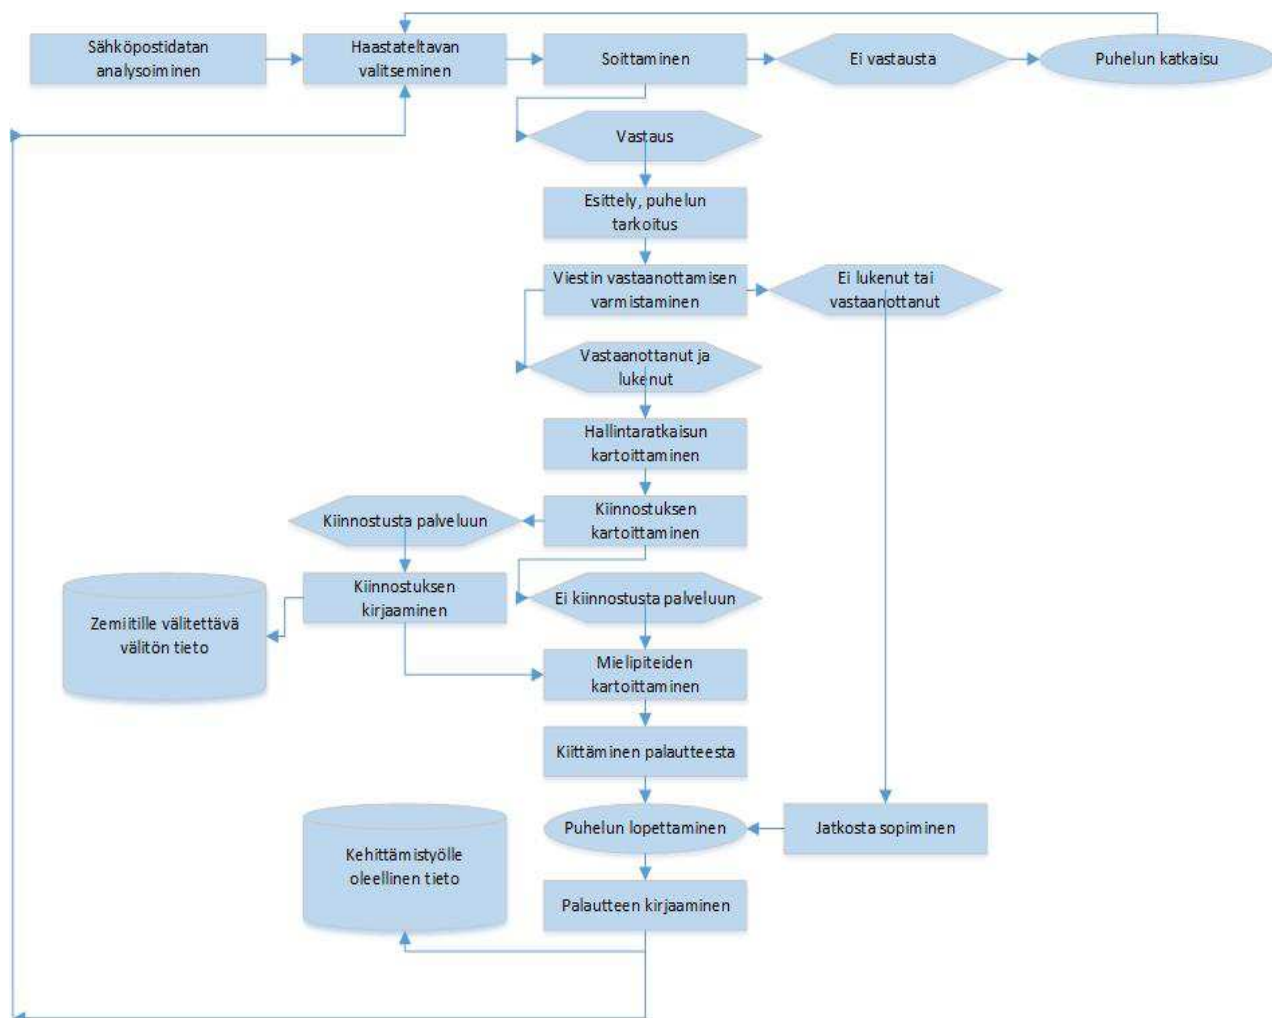 Sähköpostidatan
analysoiminen
Haastateltavan
valitseminen
Soittaminen
Ei vastausta
Puhelun katkaisu
Vastaus
Esittely, puhelun
tarkoitus
Viestin vastaanottamisen
varmistaminen
Ei lukenut tai
vastaanottanut
Vastaanottanut ja
lukenut
Hallintaratkaisun
kartoittaminen
Kiinnostusta palveluun
Kiinnostuksen
kartoittaminen
Kiinnostuksen
kirjaaminen
Ei kiinnostusta palveluun
Zemiitille välitettävä
välitön tieto
Mielipiteiden
kartoittaminen
Kiittäminen palautteesta
Puhelun lopettaminen
Jatkosta sopiminen
Kehittämistyölle
oleellinen tieto
Palautteen kirjaaminen